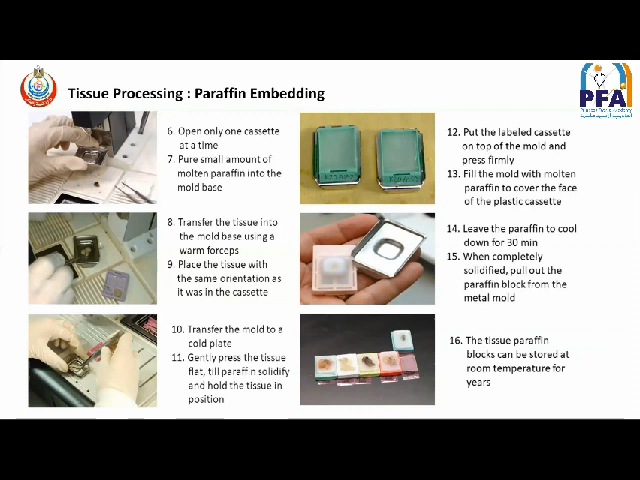 Tissue Processing : Paraffin Embedding
PFA
6. Open only one cassette
at a time
7. Pure small amount of
molten paraffin into the
mold base
8. Transfer the tissue into
the mold base using a
warm forceps
9. Place the tissue with
the same orientation as
it was in the cassette
10. Transfer the mold to a
cold plate
11. Gently press the tissue
flat, till paraffin solidify
and hold the tissue in
position
12. Put the labeled cassette
on top of the mold and
press firmly
13. Fill the mold with molten
paraffin to cover the face
of the plastic cassette
14. Leave the paraffin to cool
down for 30 min
15. When completely
solidified, pull out the
paraffin block from the
metal mold
16. The tissue paraffin
blocks can be stored at
room temperature for
years